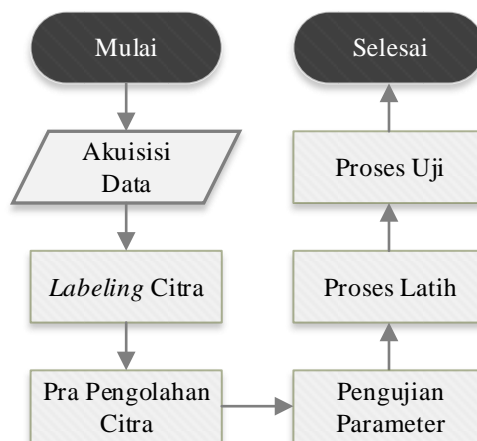 Mulai
Akuisisi
Data
Labeling Citra
Pra Pengolahan
Citra
Pengujian
Parameter
Proses Latih
Proses Uji
Selesai